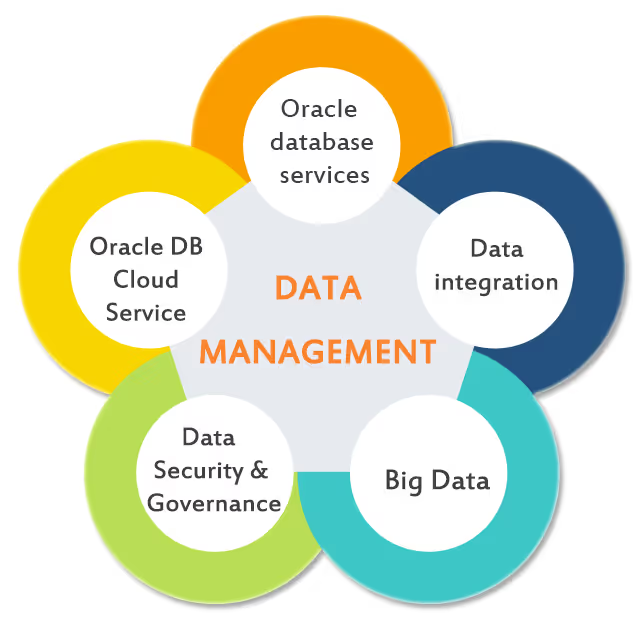 Oracle
database
services
Oracle DB
Cloud
Service
Data
integration
DATA
MANAGEMENT
Data
Security &
Governance
Big Data